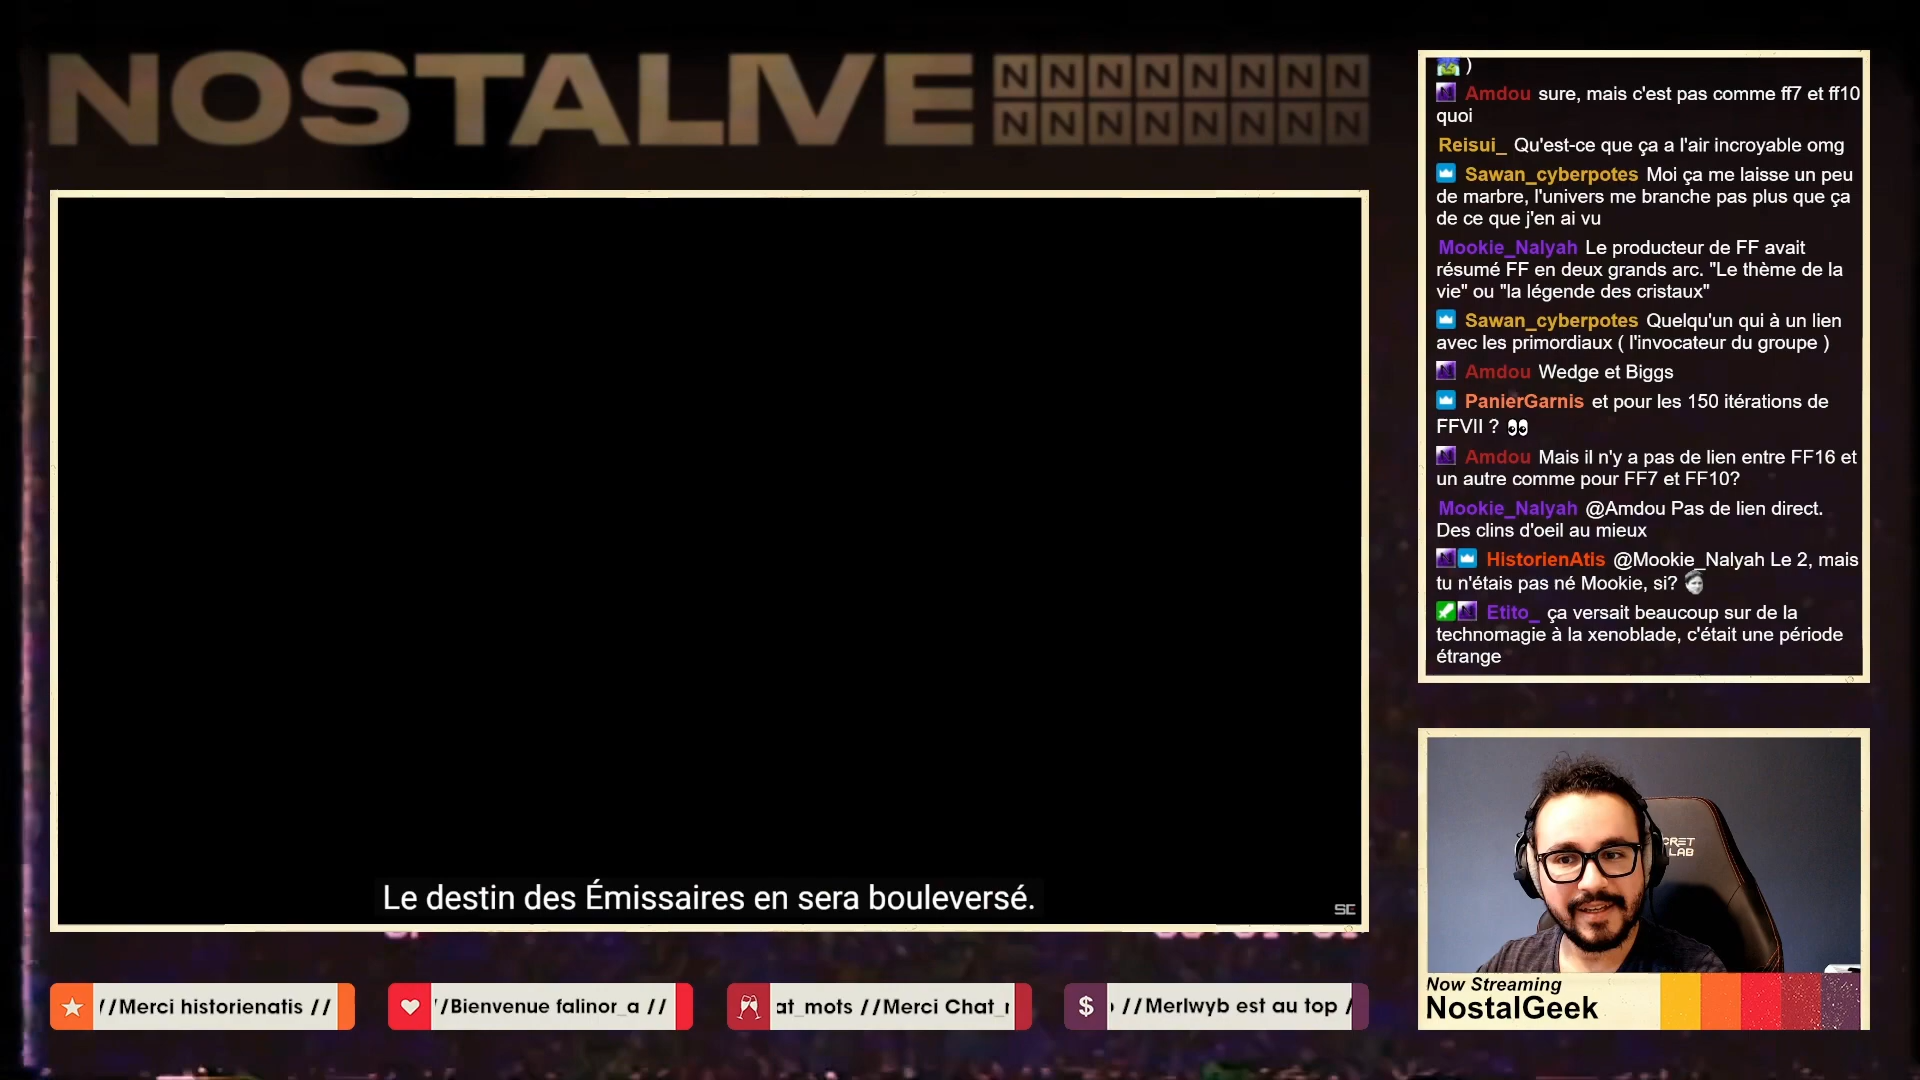 NOSTALIVE NNNNNNNN
NNNNNNNN
)
Amdou sure, mais c'est pas comme ff7 et ff10
quoi
Reisui_ Qu'est-ce que ça a l'air incroyable omg
Sawan_cyberpotes Moi ça me laisse un peu
de marbre, l'univers me branche pas plus que ça
de ce que j'en ai vu
Mookie_Nalyah Le producteur de FF avait
résumé FF en deux grands arc. "Le thème de la
vie" ou "la légende des cristaux"
Sawan_cyberpotes Quelqu'un qui à un lien
avec les primordiaux ( l'invocateur du groupe )
Amdou Wedge et Biggs
PanierGarnis et pour les 150 itérations de
FFVII ? 👀
Amdou Mais il n'y a pas de lien entre FF16 et
un autre comme pour FF7 et FF10?
Mookie_Nalyah @Amdou Pas de lien direct.
Des clins d'oeil au mieux
HistorienAtis @Mookie_Nalyah Le 2, mais
tu n'étais pas né Mookie, si?
Etito_ ça versait beaucoup sur de la
technomagie à la xenoblade, c'était une période
étrange
Le destin des Émissaires en sera bouleversé.
SE
CRET
LAB
//Merci historienatis //
//Bienvenue falinor_a //
at_mots //Merci Chat_
$ // Merlwyb est au top /
Now Streaming
NostalGeek